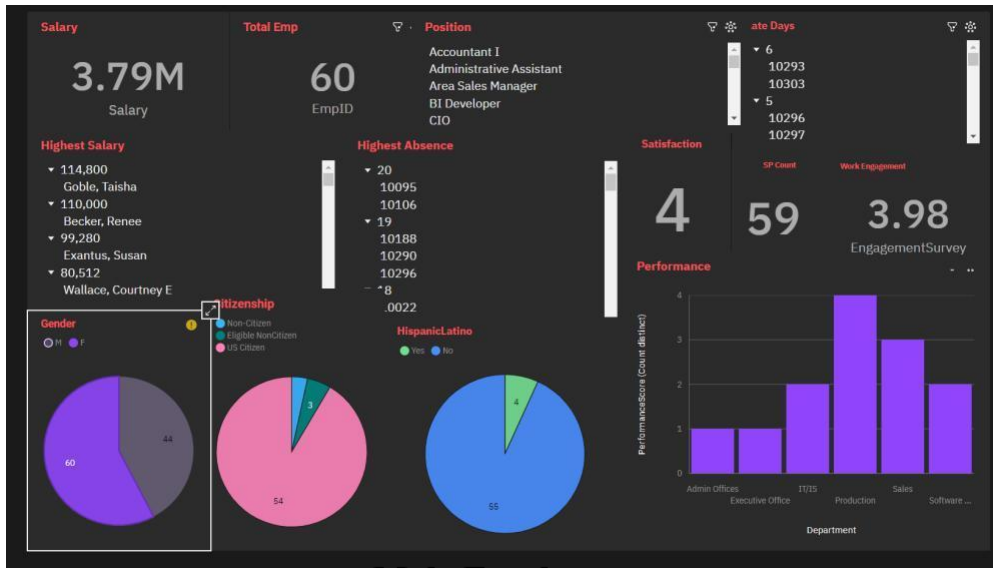 Salary
3.79M
Salary
Total Emp
60
EmpID
Position
Accountant I
Administrative Assistant
Area Sales Manager
BI Developer
CIO
ate Days
6
10293
10303
5
10296
10297
Highest Salary
114,800
Goble, Taisha
110,000
Becker, Renee
99,280
Exantus, Susan
80,512
Wallace, Courtney E
Highest Absence
20
10095
10106
19
10188
10290
10296
8
.0022
Satisfaction
4
SP Count
59
Work Engagement
3.98
EngagementSurvey
Gender
M F
44
60
Citizenship
Non-Citizen
Eligible NonCitizen
US Citizen
3
54
HispanicLatino
Yes No
4
55
Performance
PerformanceScore (Count distinct)
4
3
2
1
0
Admin Offices
Executive Office
IT/IS
Production
Sales
Software ...
Department